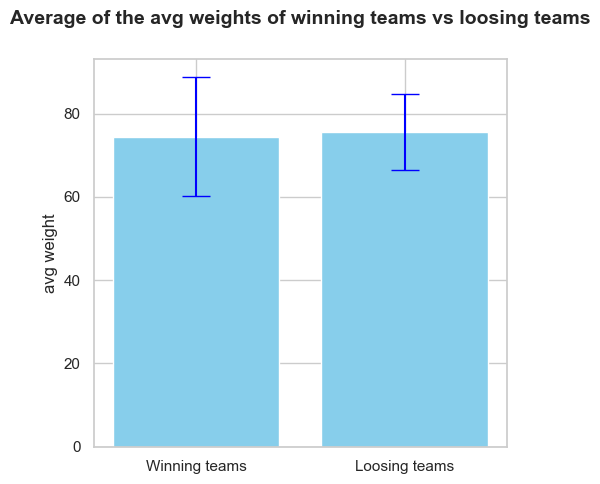 Average of the avg weights of winning teams vs loosing teams
avg weight
80
60
40
20
0
Winning teams
Loosing teams